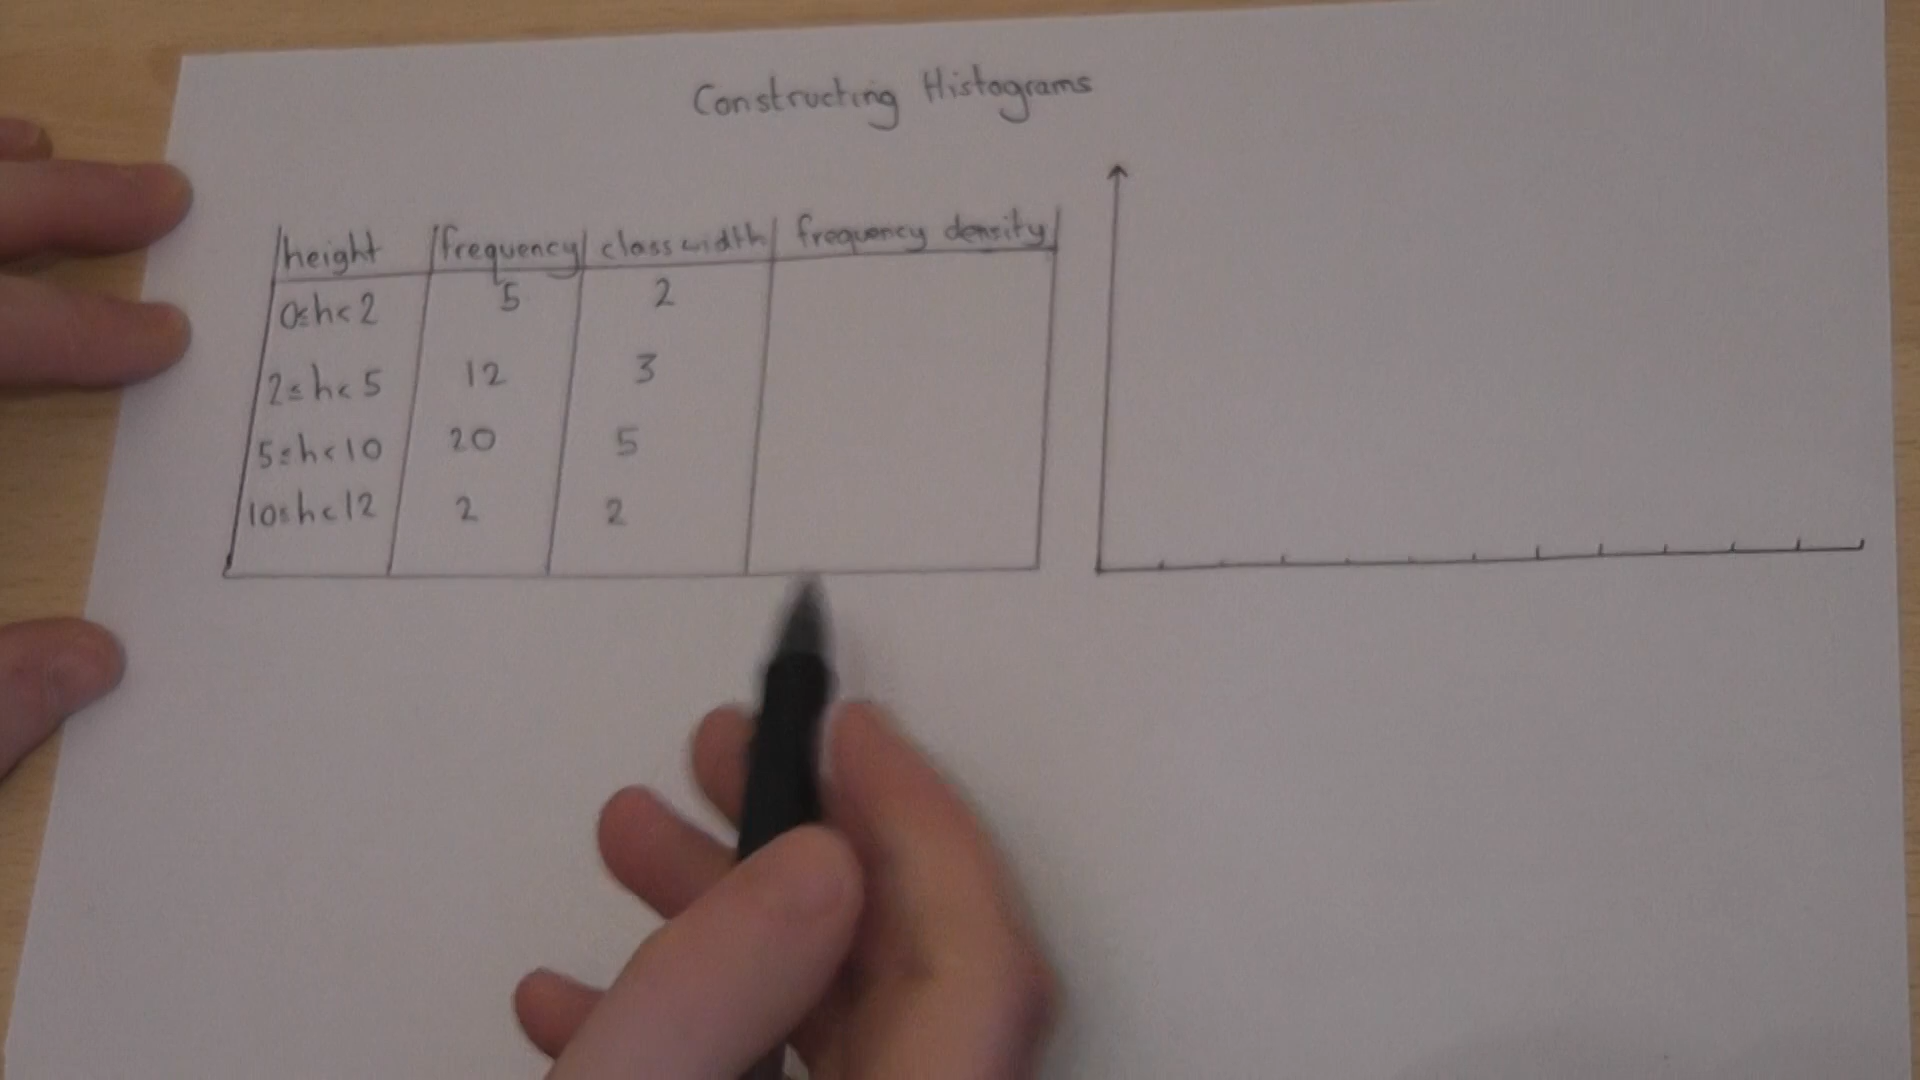 Constructing Histograms
height frequency class width frequency density
0≤h<2 5 2
2≤h<5 12 3
5≤h<10 20 5
10≤h<12 2 2